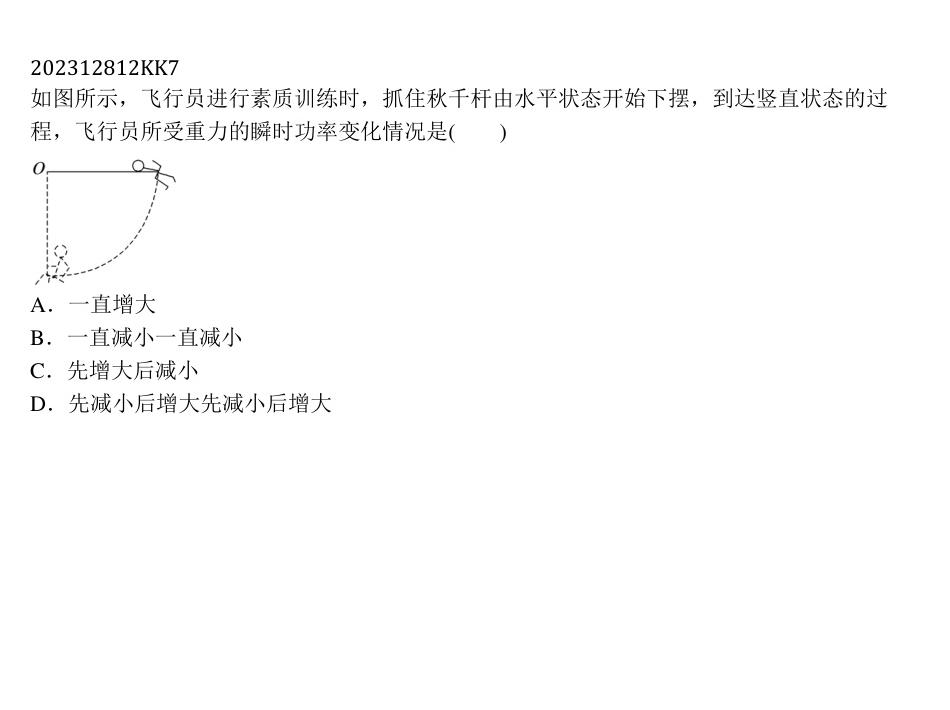 202312812KK7
如图所示，飞行员进行素质训练时，抓住秋千杆由水平状态开始下摆，到达竖直状态的过
程，飞行员所受重力的瞬时功率变化情况是(　　)
O
A．一直增大
B．一直减小一直减小
C．先增大后减小
D．先减小后增大先减小后增大